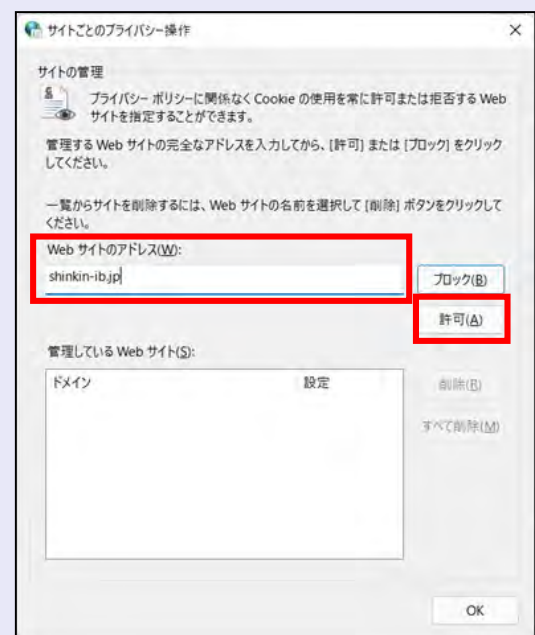 サイトごとのプライバシー操作
サイトの管理
プライバシー ポリシーに関係なく Cookie の使用を常に許可または拒否する Web
サイトを指定することができます。
管理する Web サイトの完全なアドレスを入力してから、[許可] または [ブロック] をクリック
してください。
一覧からサイトを削除するには、Web サイトの名前を選択して [削除] ボタンをクリックして
ください。
Web サイトのアドレス(W):
shinkin-ib.jp
ブロック(B)
許可(A)
管理している Web サイト(S):
ドメイン 設定
削除(R)
すべて削除(M)
OK